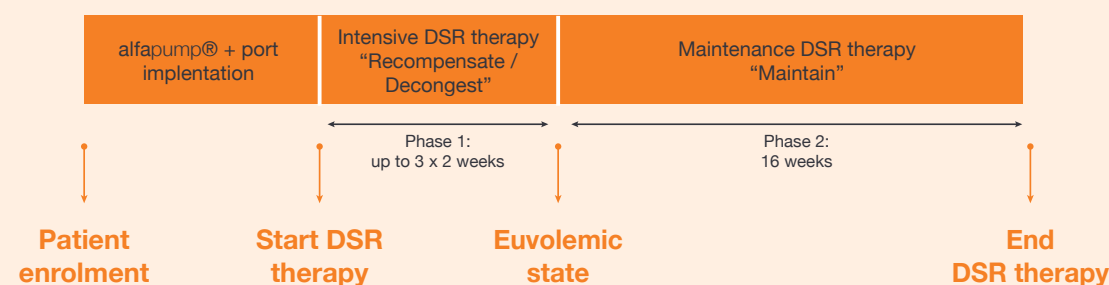 alfapump® + port
implentation
Intensive DSR therapy
“Recompensate /
Decongest”
Maintenance DSR therapy
“Maintain”
Phase 1:
up to 3 x 2 weeks
Phase 2:
16 weeks
Patient
enrolment
Start DSR
therapy
Euvolemic
state
End
DSR therapy